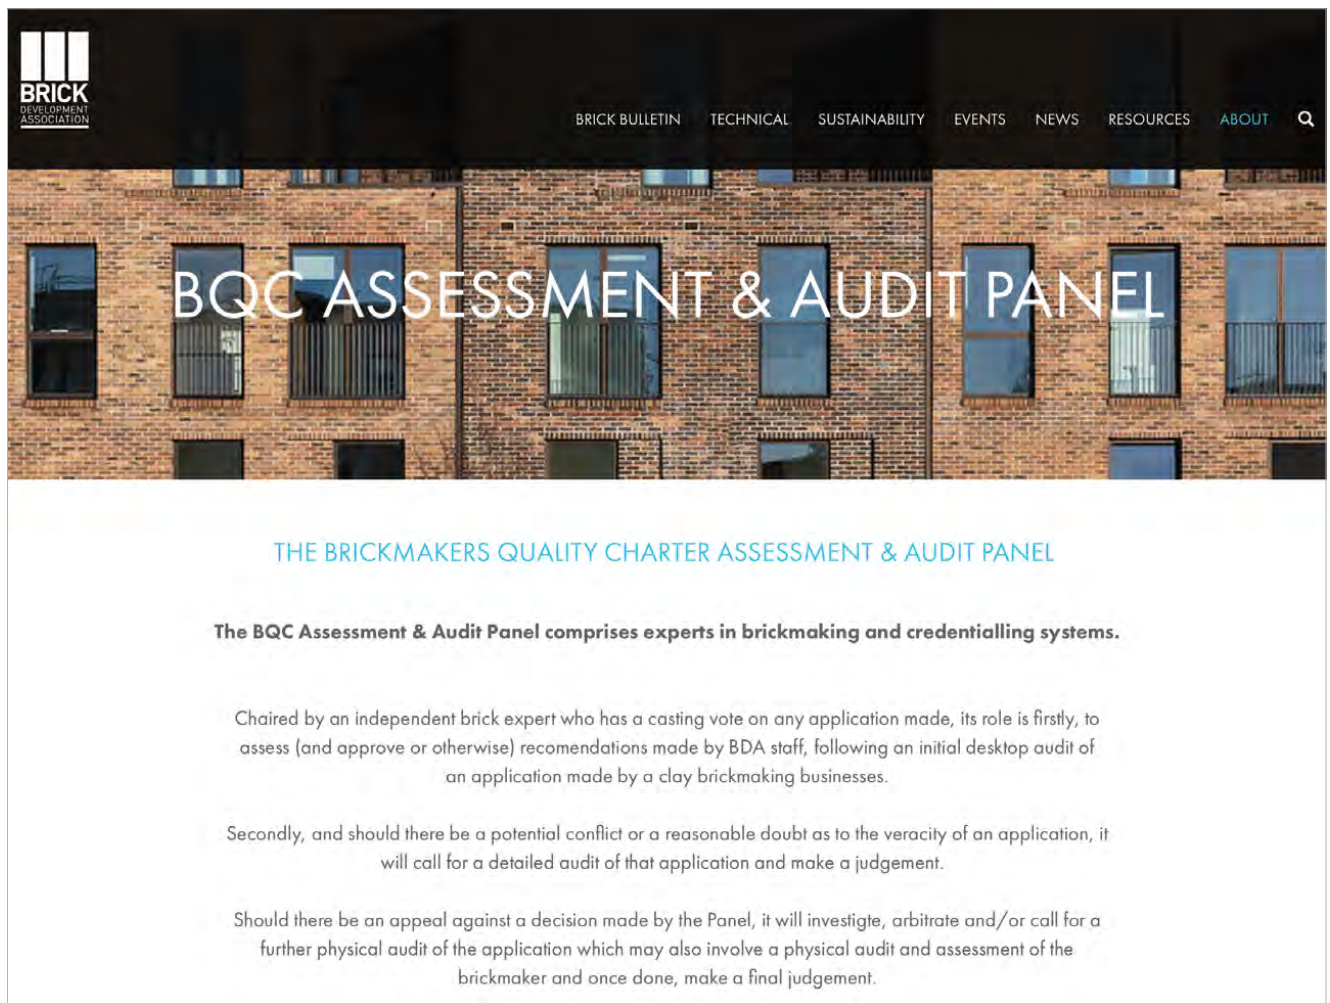 BRICK
DEVELOPMENT
ASSOCIATION
BRICK BULLETIN TECHNICAL SUSTAINABILITY EVENTS NEWS RESOURCES ABOUT
BQC ASSESSMENT & AUDIT PANEL
THE BRICKMAKERS QUALITY CHARTER ASSESSMENT & AUDIT PANEL
The BQC Assessment & Audit Panel comprises experts in brickmaking and credentialling systems.
Chaired by an independent brick expert who has a casting vote on any application made, its role is firstly, to
assess (and approve or otherwise) recomendations made by BDA staff, following an initial desktop audit of
an application made by a clay brickmaking businesses.
Secondly, and should there be a potential conflict or a reasonable doubt as to the veracity of an application, it
will call for a detailed audit of that application and make a judgement.
Should there be an appeal against a decision made by the Panel, it will investigte, arbitrate and/or call for a
further physical audit of the application which may also involve a physical audit and assessment of the
brickmaker and once done, make a final judgement.